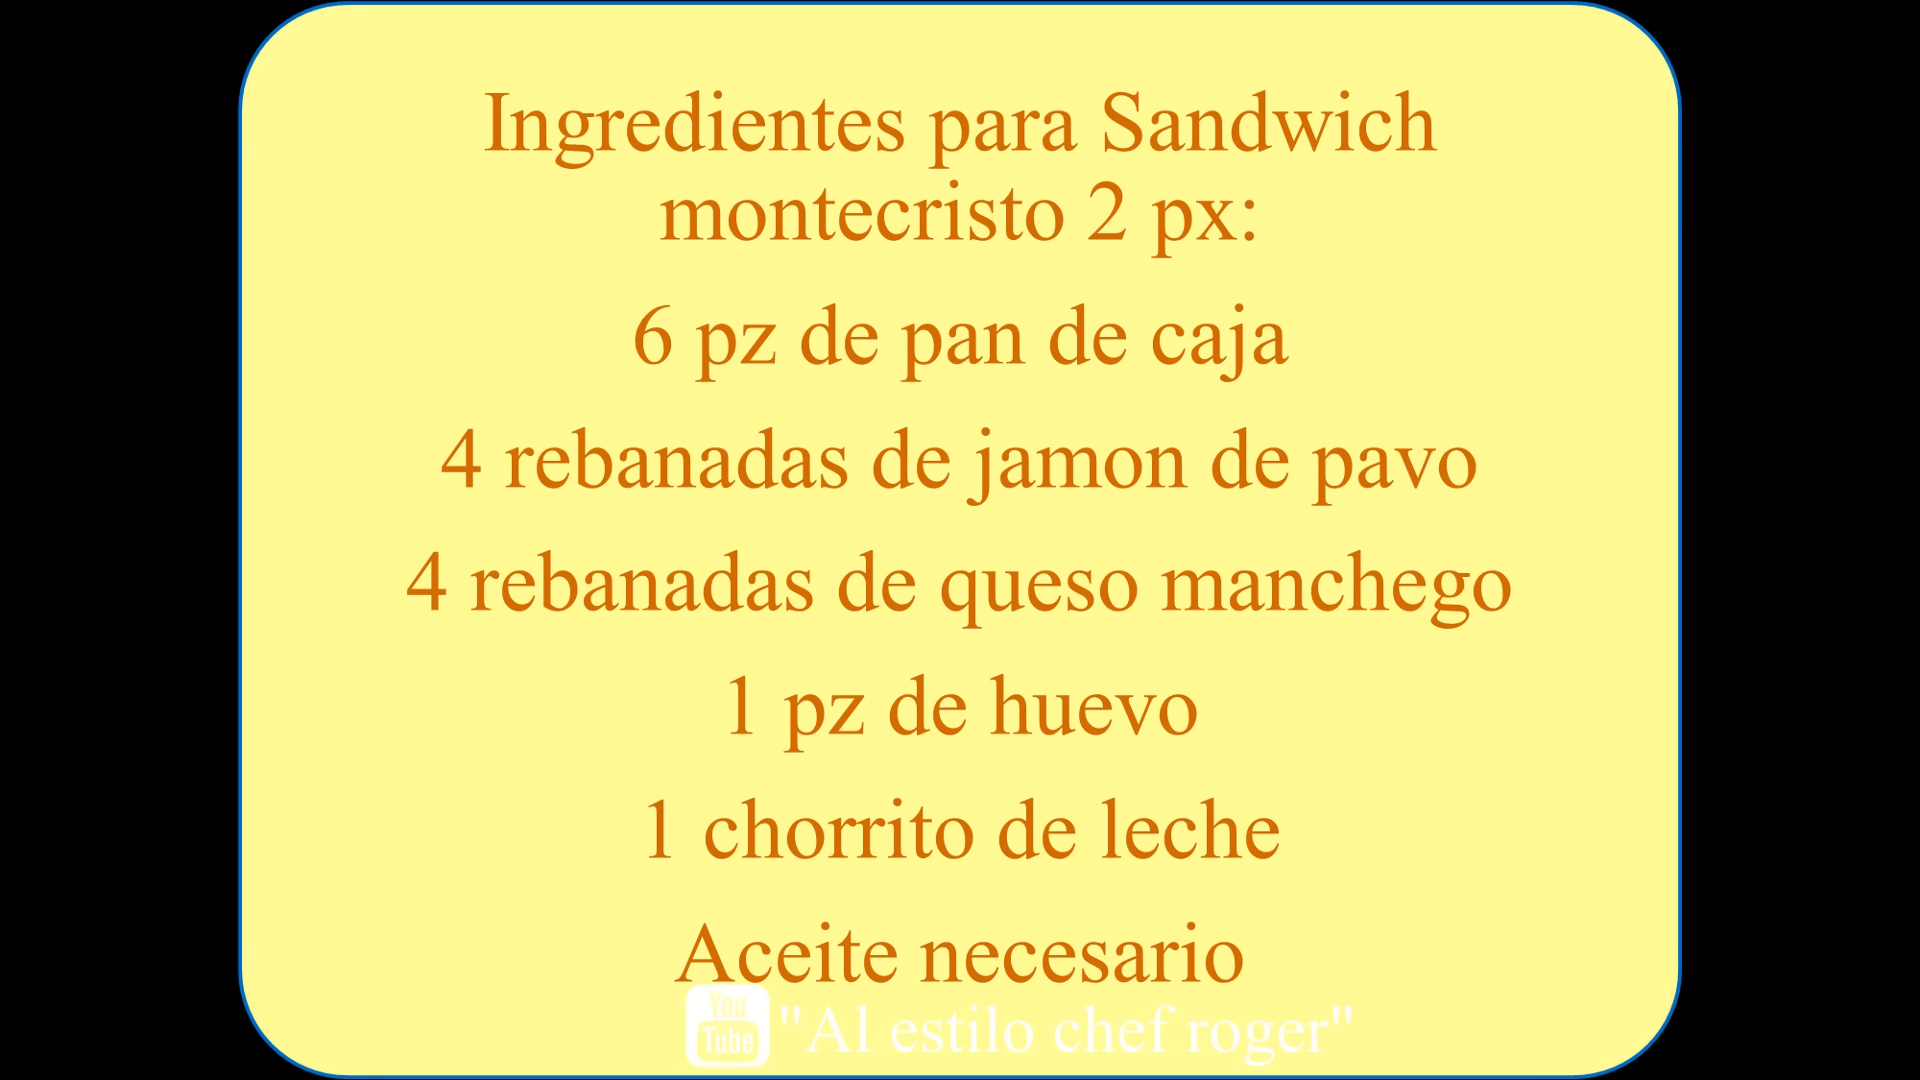 Ingredientes para Sandwich
montecristo 2 px:
6 pz de pan de caja
4 rebanadas de jamon de pavo
4 rebanadas de queso manchego
1 pz de huevo
1 chorrito de leche
Aceite necesario
You
Tube
"Al estilo chef roger"